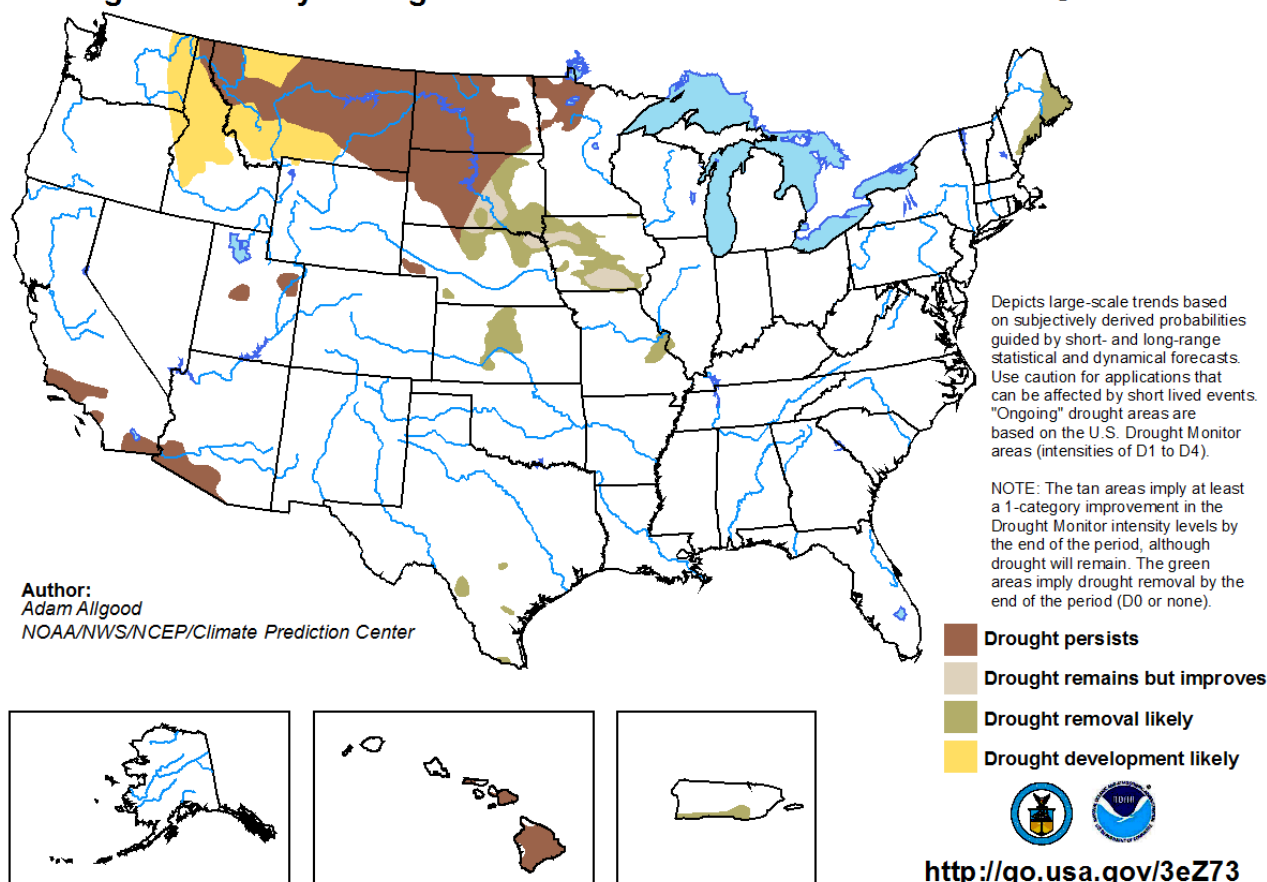 Depicts large-scale trends based
on subjectively derived probabilities
guided by short- and long-range
statistical and dynamical forecasts.
Use caution for applications that
can be affected by short lived events.
"Ongoing" drought areas are
based on the U.S. Drought Monitor
areas (intensities of D1 to D4).
NOTE: The tan areas imply at least
a 1-category improvement in the
Drought Monitor intensity levels by
the end of the period, although
drought will remain. The green
areas imply drought removal by the
end of the period (D0 or none).
Author:
Adam Allgood
NOAA/NWS/NCEP/Climate Prediction Center
Drought persists
Drought remains but improves
Drought removal likely
Drought development likely
http://go.usa.gov/3eZ73